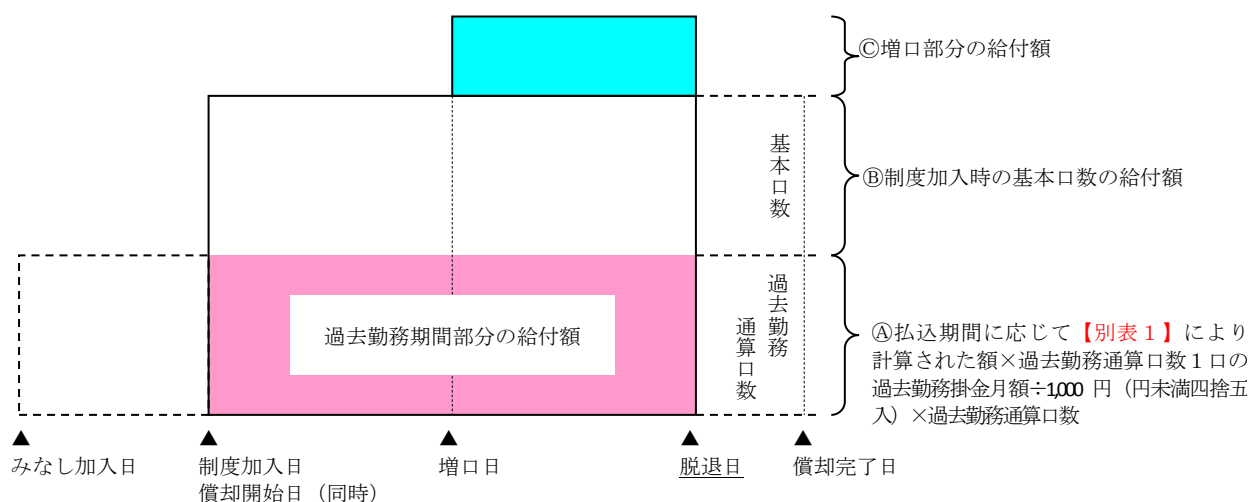 Ⓒ増口部分の給付額
基本口数
Ⓑ制度加入時の基本口数の給付額
過去勤務
通算口数
過去勤務期間部分の給付額
Ⓐ払込期間に応じて【別表１】により
計算された額×過去勤務通算口数１口の
過去勤務掛金月額÷1,000 円（円未満四捨五
入）×過去勤務通算口数
▲ ▲ ▲ ▲ ▲
みなし加入日 制度加入日 増口日 脱退日 償却完了日
償却開始日（同時）